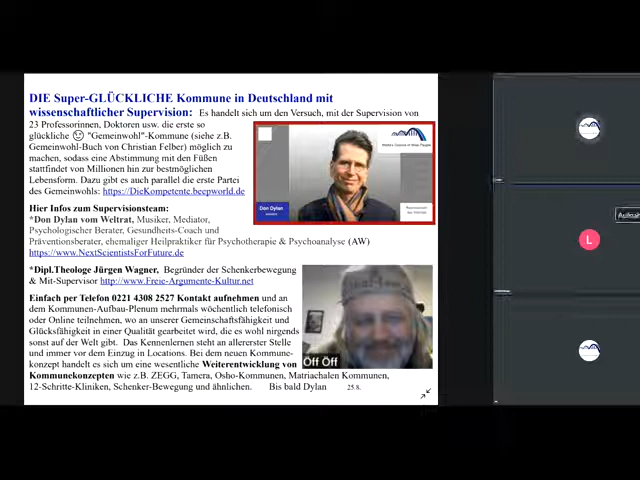 DIE Super-GLÜCKLICHE Kommune in Deutschland mit
wissenschaftlicher Supervision: Es handelt sich um den Versuch, mit der Supervision von
23 Professorinnen, Doktoren usw. die erste so
glückliche 😉 "Gemeinwohl"-Kommune (siehe z.B.
Gemeinwohl-Buch von Christian Felber) möglich zu
machen, sodass eine Abstimmung mit den Füßen
stattfindet von Millionen hin zur bestmöglichen
Lebensform. Dazu gibt es auch parallel die erste Partei
des Gemeinwohls: https://DieKompetente.beepworld.de
Don Dylan
Hier Infos zum Supervisionsteam:
*Don Dylan vom Weltrat, Musiker, Mediator,
Psychologischer Berater, Gesundheits-Coach und
Präventionsberater, ehemaliger Heilpraktiker für Psychotherapie & Psychoanalyse (AW)
https://www.NextScientistsForFuture.de
*Dipl.Theologe Jürgen Wagner, Begründer der Schenkerbewegung
& Mit-Supervisor http://www.Freie-Argumente-Kultur.net
Einfach per Telefon 0221 4308 2527 Kontakt aufnehmen und an
dem Kommunen-Aufbau-Plenum mehrmals wöchentlich telefonisch
oder Online teilnehmen, wo an unserer Gemeinschaftsfähigkeit und
Glücksfähigkeit in einer Qualität gearbeitet wird, die es wohl nirgends
sonst auf der Welt gibt. Das Kennenlernen steht an allererster Stelle
und immer vor dem Einzug in Locations. Bei dem neuen Kommune-
konzept handelt es sich um eine wesentliche Weiterentwicklung von
Kommunekonzepten wie z.B. ZEGG, Tamera, Osho-Kommunen, Matriachalen Kommunen,
12-Schritte-Kliniken, Schenker-Bewegung und ähnlichen. Bis bald Dylan 25 8.
Öff Öff
L